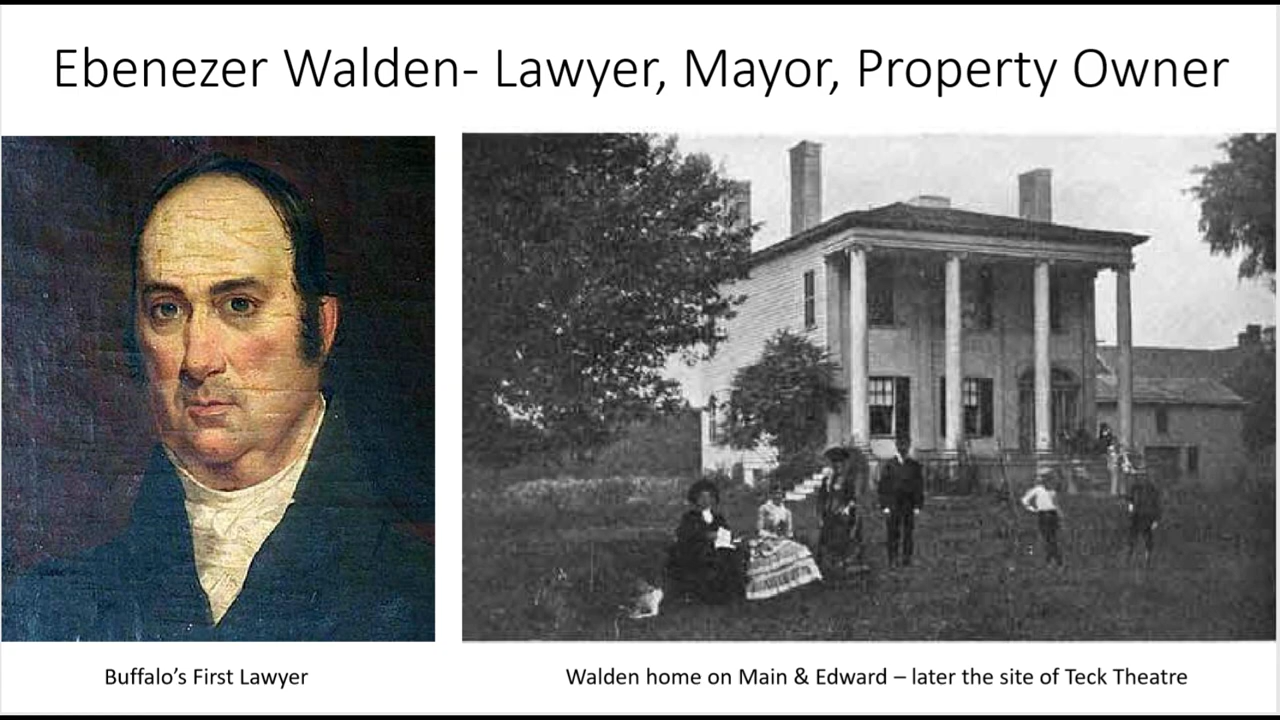 Ebenezer Walden- Lawyer, Mayor, Property Owner
Buffalo’s First Lawyer
Walden home on Main & Edward – later the site of Teck Theatre